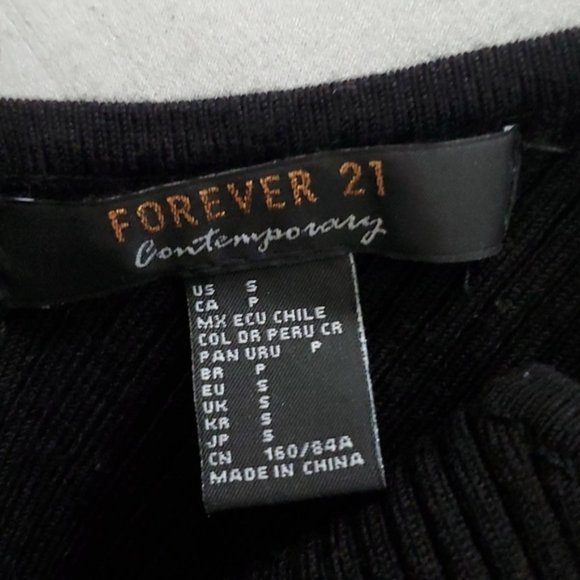 FOREVER 21
Contemporary
US S
CA P
MX ECU CHILE
COL DR PERU CR
PAN URU P
BR P
EU S
UK S
KR S
JP S
CN 160/84A
MADE IN CHINA